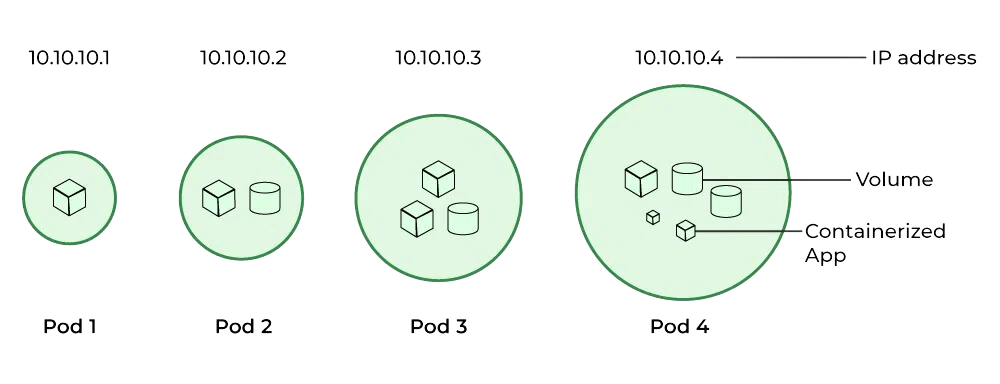 10.10.10.1
10.10.10.2
10.10.10.3
10.10.10.4
IP address
Volume
Containerized
App
Pod 1
Pod 2
Pod 3
Pod 4